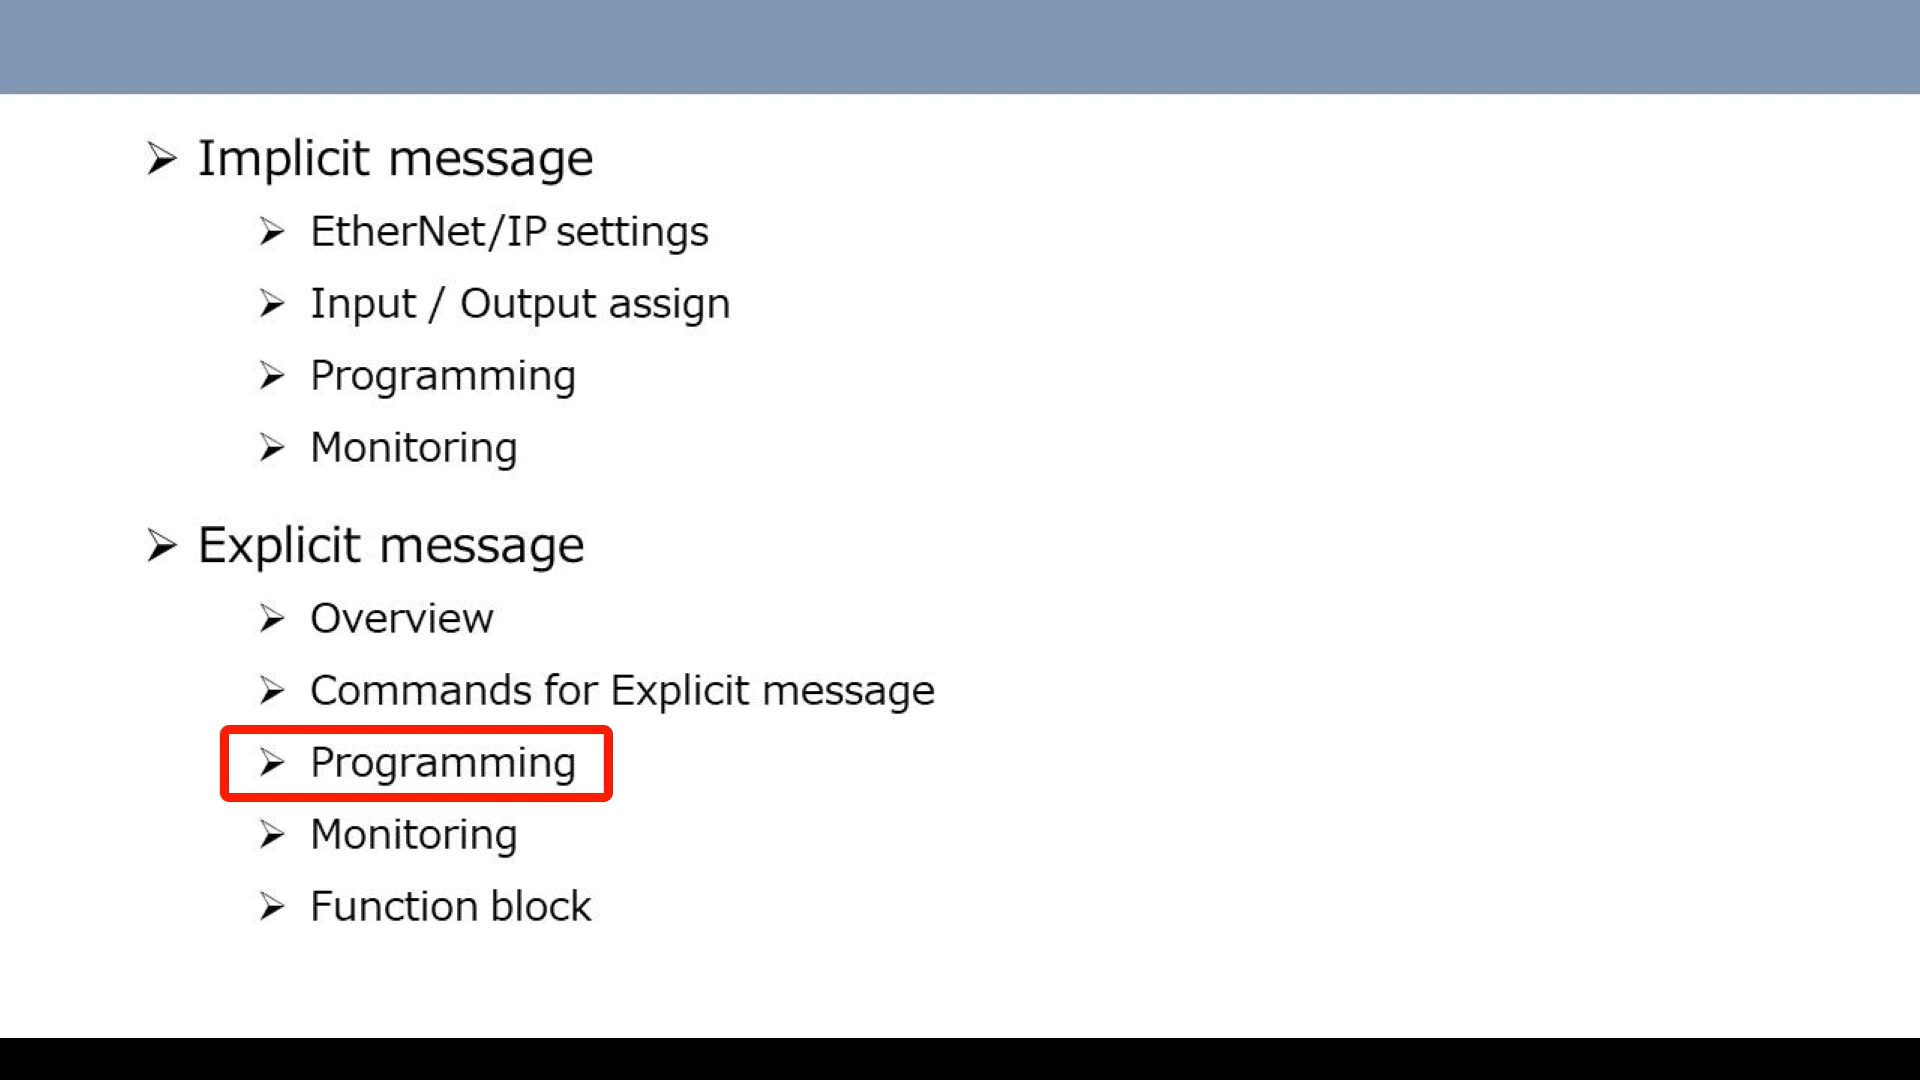 Implicit message
EtherNet/IP settings
Input / Output assign
Programming
Monitoring
Explicit message
Overview
Commands for Explicit message
Programming
Monitoring
Function block